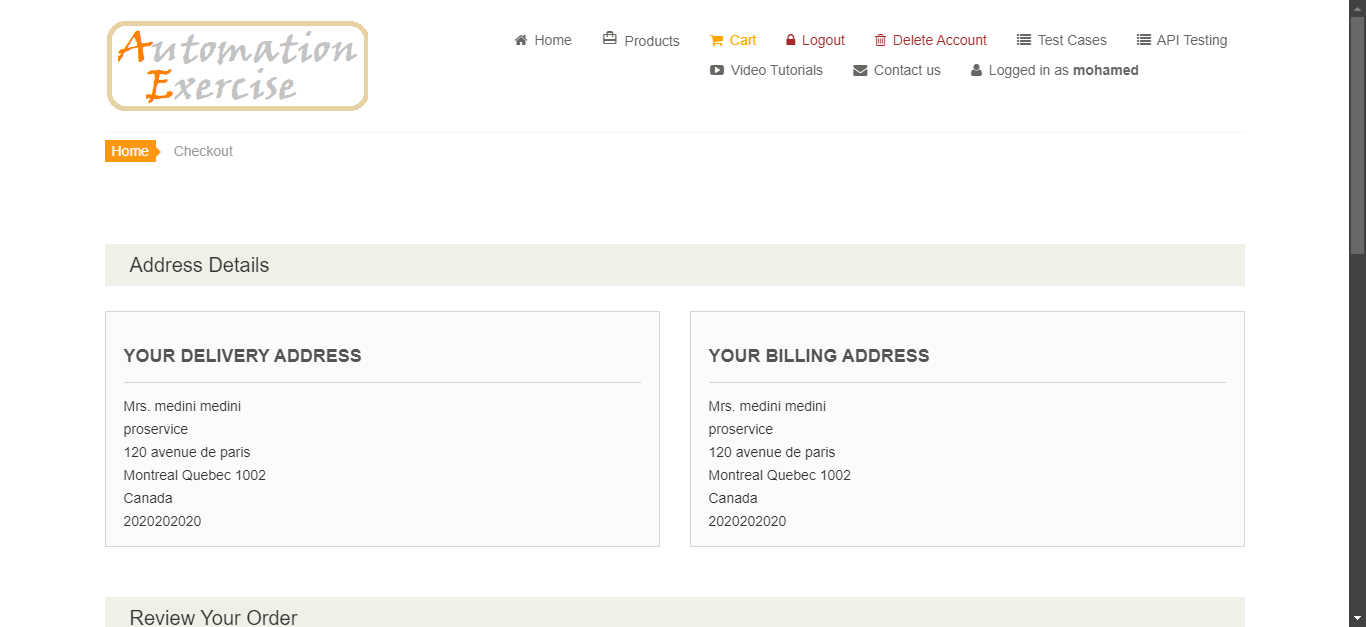 Automation
Exercise
Home Products Cart Logout Delete Account Test Cases API Testing
Video Tutorials Contact us Logged in as mohamed
Home Checkout
Address Details
YOUR DELIVERY ADDRESS
Mrs. medini medini
proservice
120 avenue de paris
Montreal Quebec 1002
Canada
2020202020
YOUR BILLING ADDRESS
Mrs. medini medini
proservice
120 avenue de paris
Montreal Quebec 1002
Canada
2020202020
Review Your Order